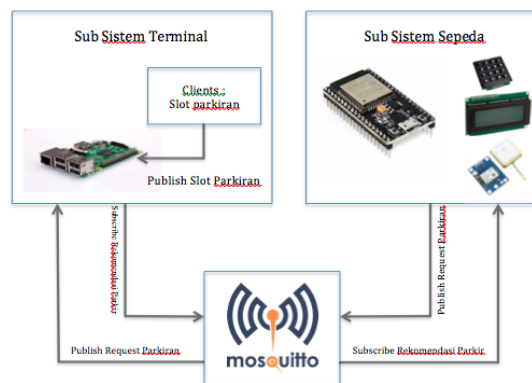 Sub Sistem Terminal
Clients :
Slot parkiran
Publish Slot Parkiran
Sub Sistem Sepeda
Subscribe Rekomendasi Parkir
Publish Request Parkiran
mosquitto
Publish Request Parkiran
Subscribe Rekomendasi Parkir